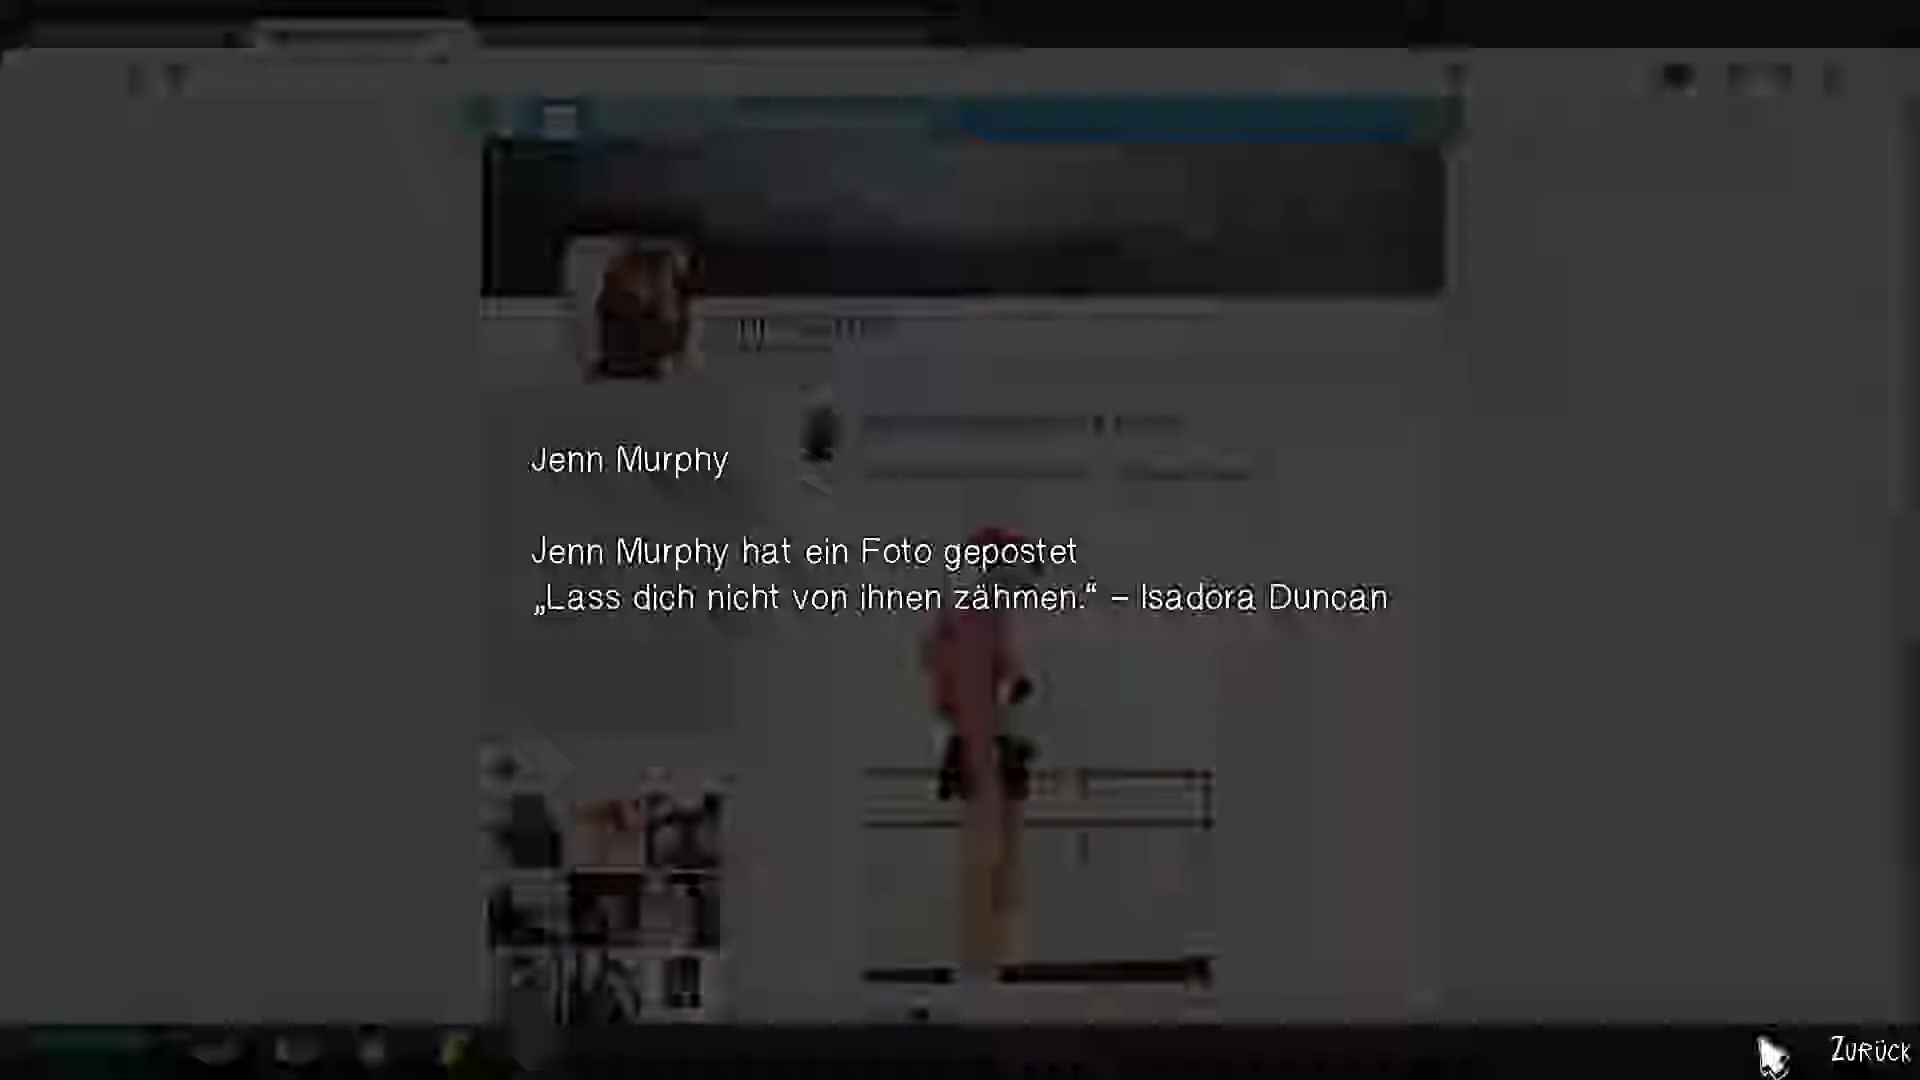 Jenn Murphy
Jenn Murphy hat ein Foto gepostet
„Lass dich nicht von ihnen zähmen.“ – Isadora Duncan
Zurück